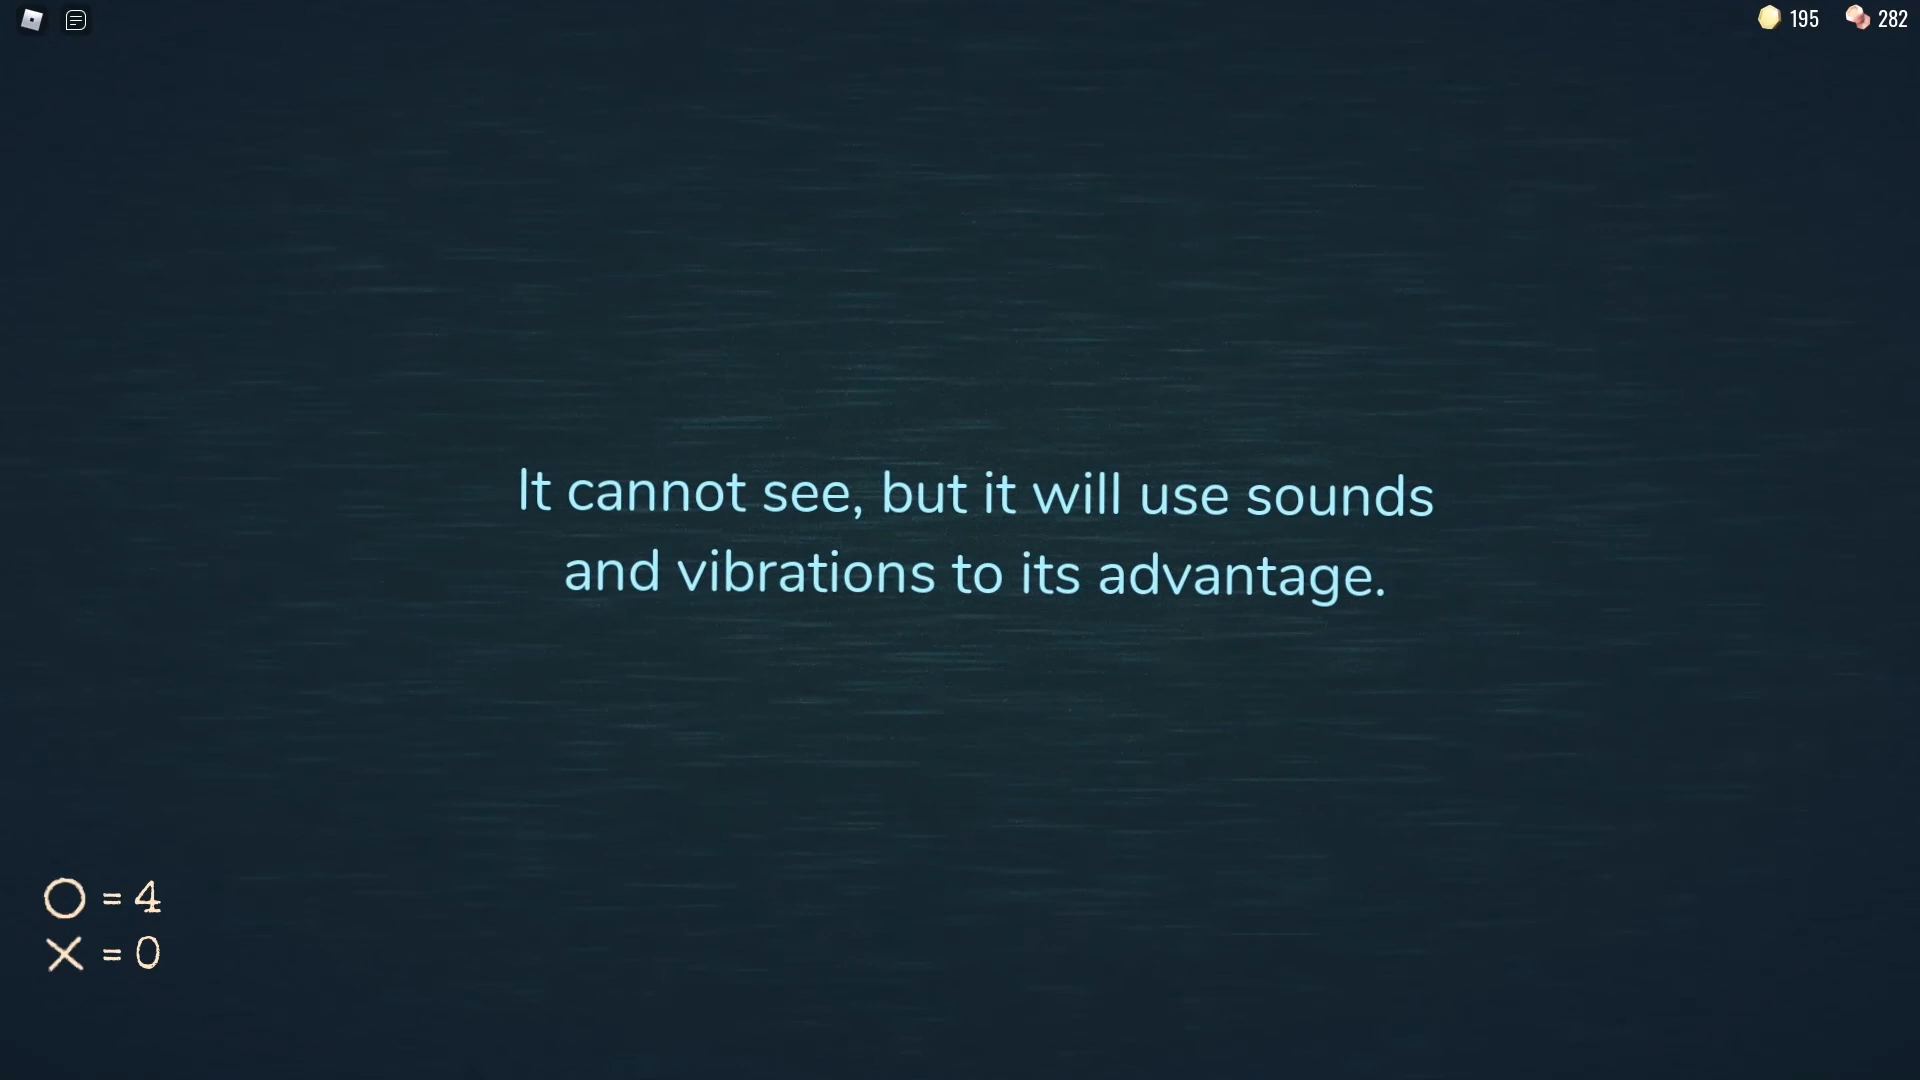 195 282
It cannot see, but it will use sounds
and vibrations to its advantage.
O = 4
X = 0